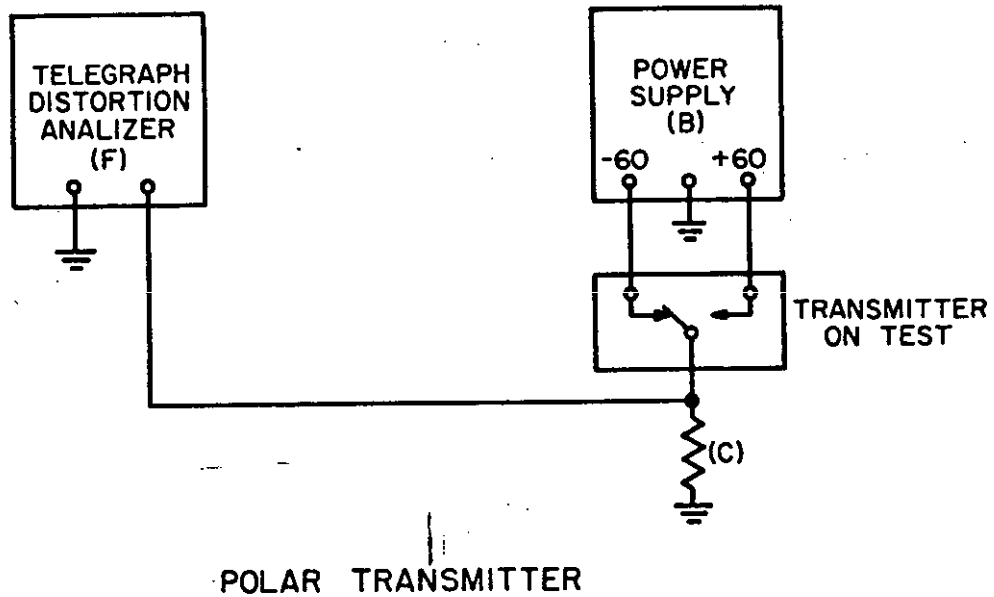 TELEGRAPH
DISTORTION
ANALIZER
(F)
POWER
SUPPLY
(B)
-60 +60
TRANSMITTER
ON TEST
(C)
POLAR TRANSMITTER